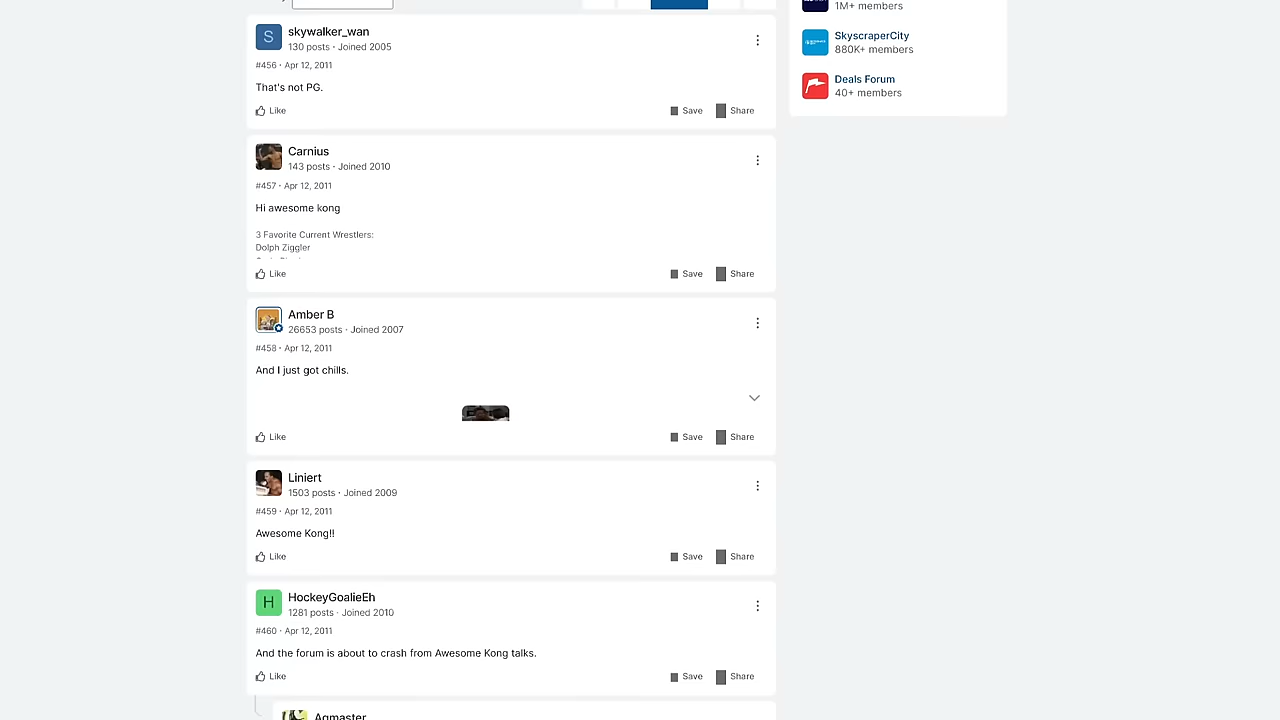 1M+ members
SkyscraperCity
880K+ members
Deals Forum
40+ members
S
skywalker_wan
130 posts · Joined 2005
#456 · Apr 12, 2011
That's not PG.
Like
Save
Share
Carnius
143 posts · Joined 2010
#457 · Apr 12, 2011
Hi awesome kong
3 Favorite Current Wrestlers:
Dolph Ziggler
Like
Save
Share
Amber B
26653 posts · Joined 2007
#458 · Apr 12, 2011
And I just got chills.
Like
Save
Share
Liniert
1503 posts · Joined 2009
#459 · Apr 12, 2011
Awesome Kong!!
Like
Save
Share
H
HockeyGoalieEh
1281 posts · Joined 2010
#460 · Apr 12, 2011
And the forum is about to crash from Awesome Kong talks.
Like
Save
Share
Agmaster